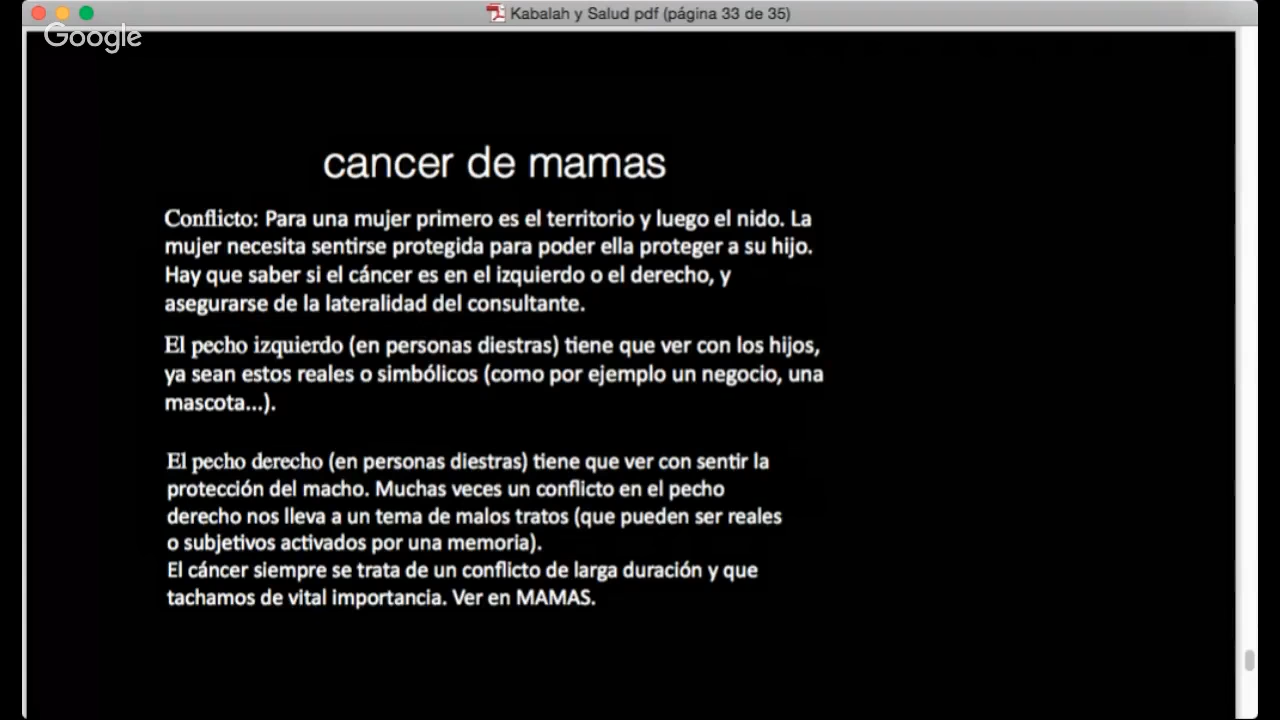 Kabalah y Salud pdf (página 33 de 35)
Google
cancer de mamas
Conflicto: Para una mujer primero es el territorio y luego el nido. La
mujer necesita sentirse protegida para poder ella proteger a su hijo.
Hay que saber si el cáncer es en el izquierdo o el derecho, y
asegurarse de la lateralidad del consultante.
El pecho izquierdo (en personas diestras) tiene que ver con los hijos,
ya sean estos reales o simbólicos (como por ejemplo un negocio, una
mascota...).
El pecho derecho (en personas diestras) tiene que ver con sentir la
protección del macho. Muchas veces un conflicto en el pecho
derecho nos lleva a un tema de malos tratos (que pueden ser reales
o subjetivos activados por una memoria).
El cáncer siempre se trata de un conflicto de larga duración y que
tachamos de vital importancia. Ver en MAMAS.